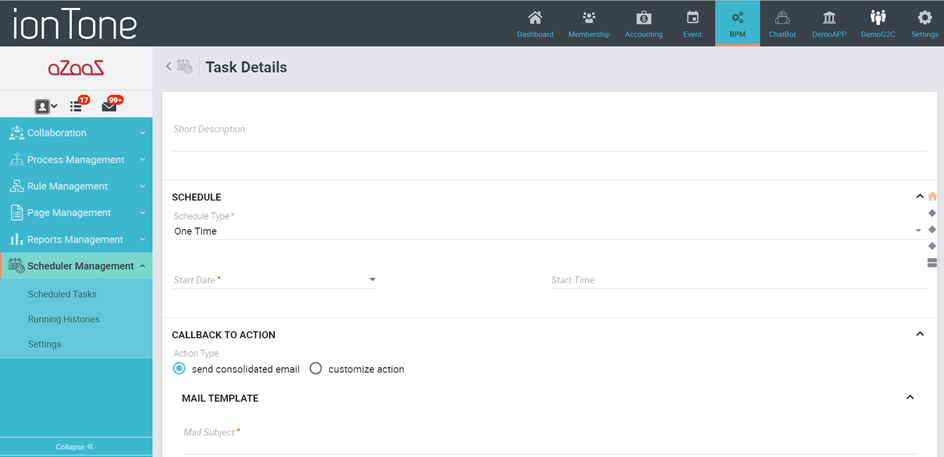 ionTone
Dashboard
Membership
Accounting
Event
BPM
ChatBot
DemoAPP
DemoG2C
Settings
aZaaS
17
99+
Collaboration
Process Management
Rule Management
Page Management
Reports Management
Scheduler Management
Scheduled Tasks
Running Histories
Settings
Collapse
Task Details
Short Description
SCHEDULE
Schedule Type *
One Time
Start Date *
Start Time
CALLBACK TO ACTION
Action Type
send consolidated email
customize action
MAIL TEMPLATE
Mail Subject *